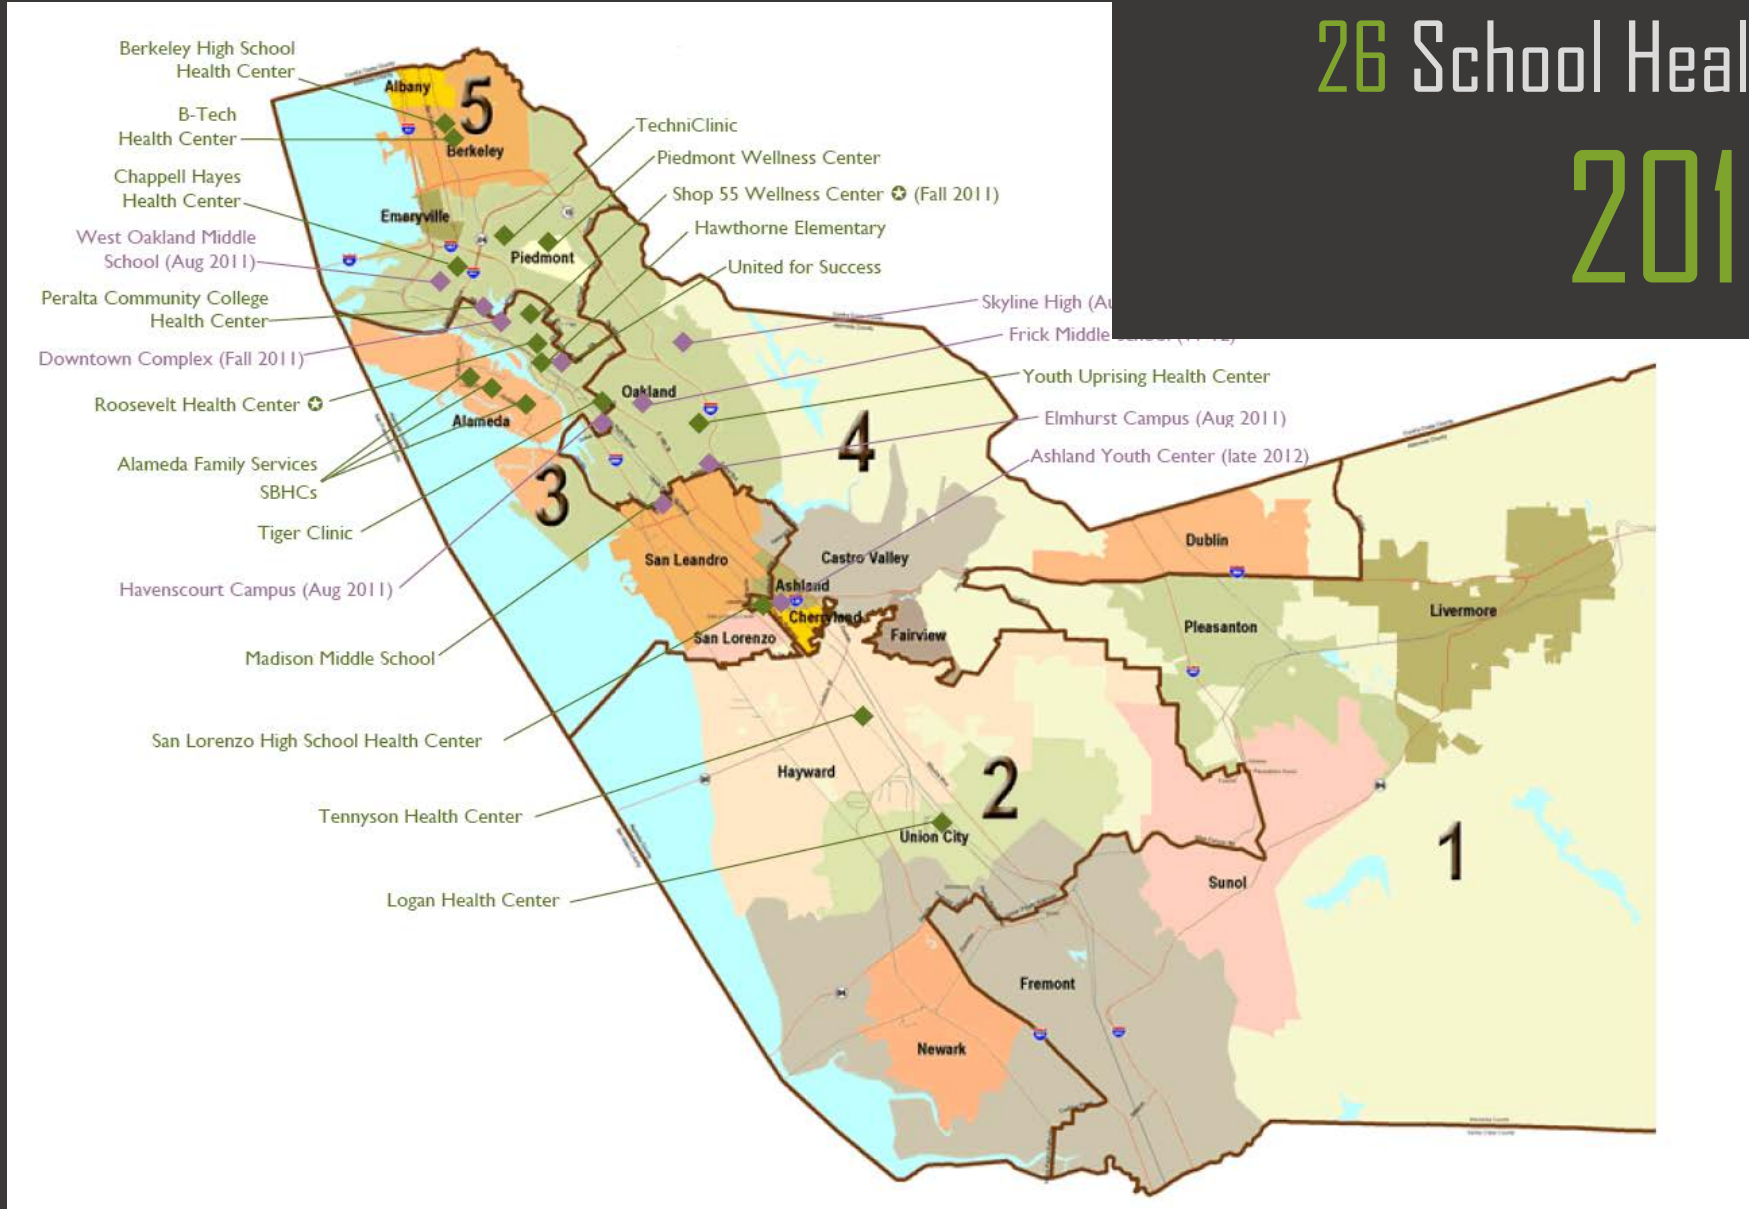 26 School Heal
201
Berkeley High School
Health Center
B-Tech
Health Center
Chappell Hayes
Health Center
West Oakland Middle
School (Aug 2011)
Peralta Community College
Health Center
Downtown Complex (Fall 2011)
Roosevelt Health Center
Alameda Family Services
SBHCs
Tiger Clinic
Havenscourt Campus (Aug 2011)
Madison Middle School
San Lorenzo High School Health Center
Tennyson Health Center
Logan Health Center
TechniClinic
Piedmont Wellness Center
Shop 55 Wellness Center (Fall 2011)
Hawthorne Elementary
United for Success
Skyline High (Au
Frick Middle
Youth Uprising Health Center
Elmhurst Campus (Aug 2011)
Ashland Youth Center (late 2012)
Albany
5
Berkeley
Emeryville
Piedmont
Oakland
Alameda
4
3
San Leandro
Castro Valley
Ashland
Cherryland
San Lorenzo
Fairview
Dublin
Pleasanton
Livermore
Hayward
2
Union City
1
Sunol
Fremont
Newark